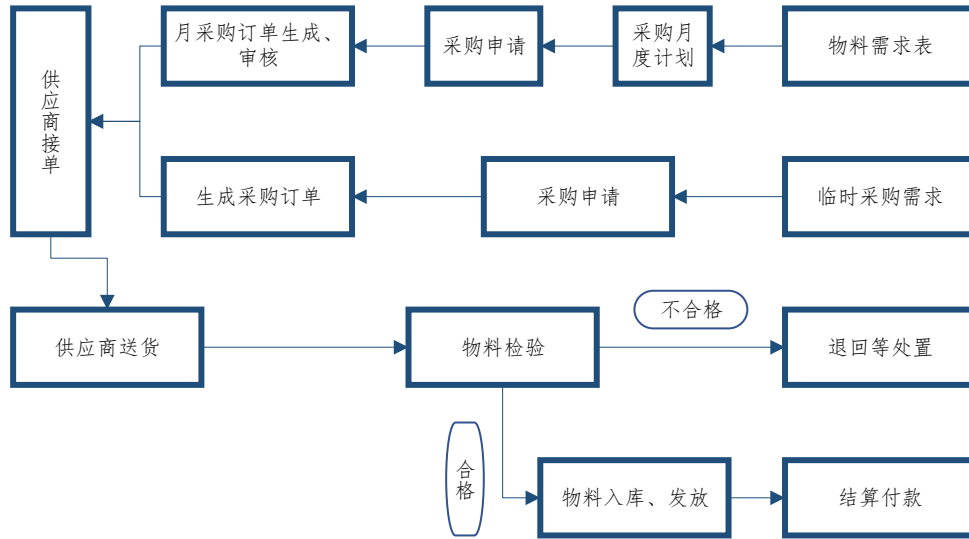 供应商接单
月采购订单生成、
审核
采购申请
采购月
度计划
物料需求表
生成采购订单
采购申请
临时采购需求
供应商送货
物料检验
不合格
退回等处置
合格
物料入库、发放
结算付款